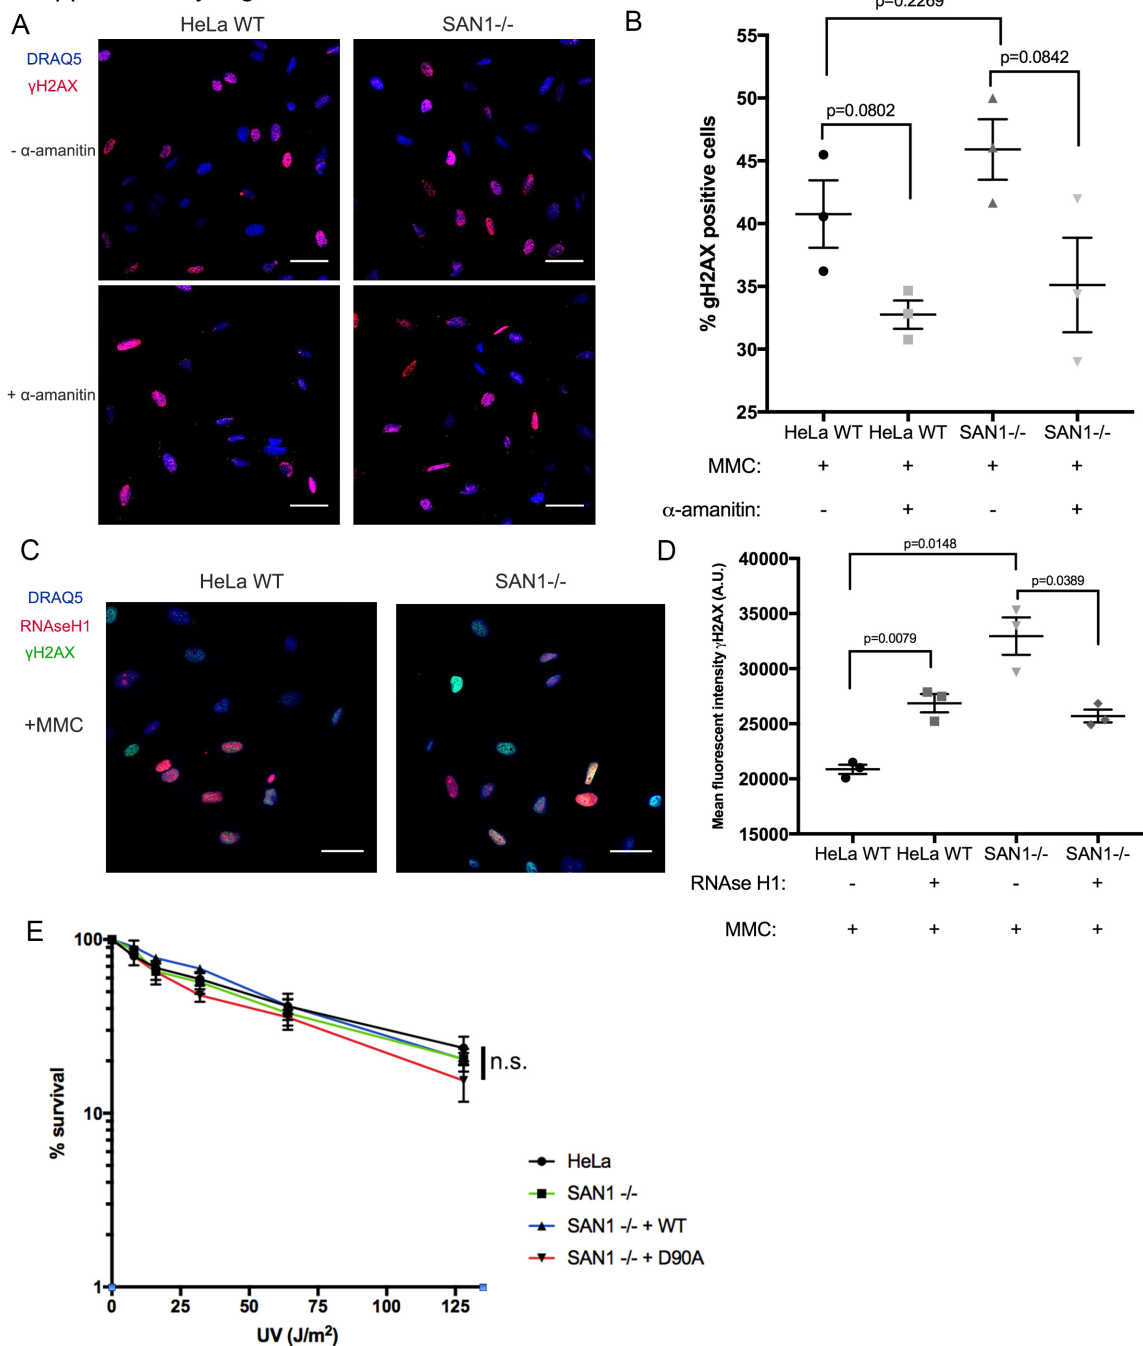 A
HeLa WT
SAN1-/-
DRAQ5
γH2AX
- α-amanitin
+ α-amanitin
B
p=0.2269
p=0.0842
p=0.0802
% gH2AX positive cells
55
50
45
40
35
30
25
HeLa WT HeLa WT SAN1-/- SAN1-/-
MMC: + + + +
α-amanitin: - + - +
C
HeLa WT
SAN1-/-
DRAQ5
RNAseH1
γH2AX
+MMC
D
p=0.0148
p=0.0389
p=0.0079
Mean fluorescent intensity γH2AX (A.U.)
40000
35000
30000
25000
20000
15000
HeLa WT HeLa WT SAN1-/- SAN1-/-
RNAse H1: - + - +
MMC: + + + +
E
% survival
100
10
1
n.s.
HeLa
SAN1 -/-
SAN1 -/- + WT
SAN1 -/- + D90A
0 25 50 75 100 125
UV (J/m²)